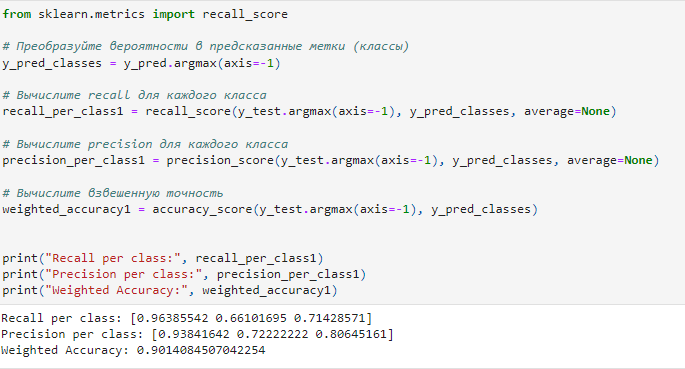 from sklearn.metrics import recall_score
# Преобразуйте вероятности в предсказанные метки (классы)
y_pred_classes = y_pred.argmax(axis=-1)
# Вычислите recall для каждого класса
recall_per_class1 = recall_score(y_test.argmax(axis=-1), y_pred_classes, average=None)
# Вычислите precision для каждого класса
precision_per_class1 = precision_score(y_test.argmax(axis=-1), y_pred_classes, average=None)
# Вычислите взвешенную точность
weighted_accuracy1 = accuracy_score(y_test.argmax(axis=-1), y_pred_classes)
print("Recall per class:", recall_per_class1)
print("Precision per class:", precision_per_class1)
print("Weighted Accuracy:", weighted_accuracy1)
Recall per class: [0.96385542 0.66101695 0.71428571]
Precision per class: [0.93841642 0.72222222 0.80645161]
Weighted Accuracy: 0.9014084507042254